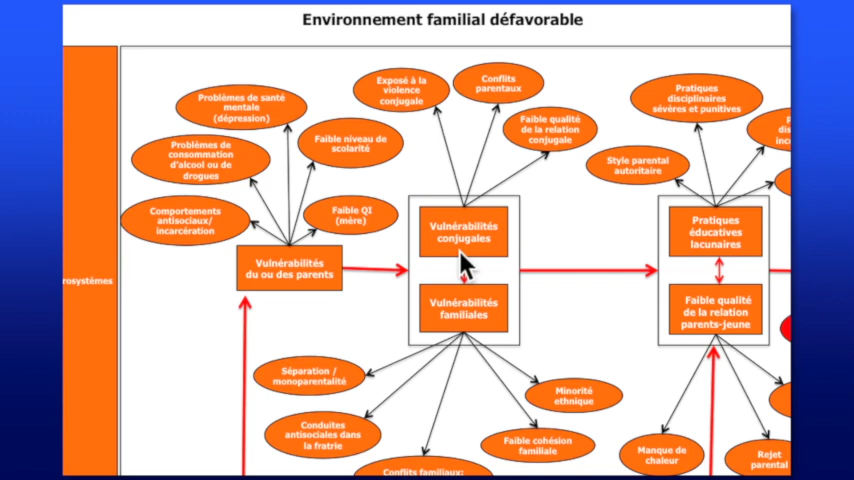 Environnement familial défavorable
Problèmes de santé
mentale
(dépression)
Exposé à la
violence
conjugale
Conflits
parentaux
Pratiques
disciplinaires
sévères et punitives
Problèmes de
consommation
d'alcool ou de
drogues
Faible niveau de
scolarité
Faible qualité
de la relation
conjugale
Style parental
autoritaire
Comportements
antisociaux/
incarcération
Faible QI
(mère)
Vulnérabilités
conjugales
Pratiques
éducatives
lacunaires
Vulnérabilités
du ou des parents
rosystèmes
Vulnérabilités
familiales
Faible qualité
de la relation
parents-jeune
Séparation /
monoparentalité
Minorité
ethnique
Conduites
antisociales dans
la fratrie
Faible cohésion
familiale
Manque de
chaleur
Rejet
parental
Conflits familiaux: